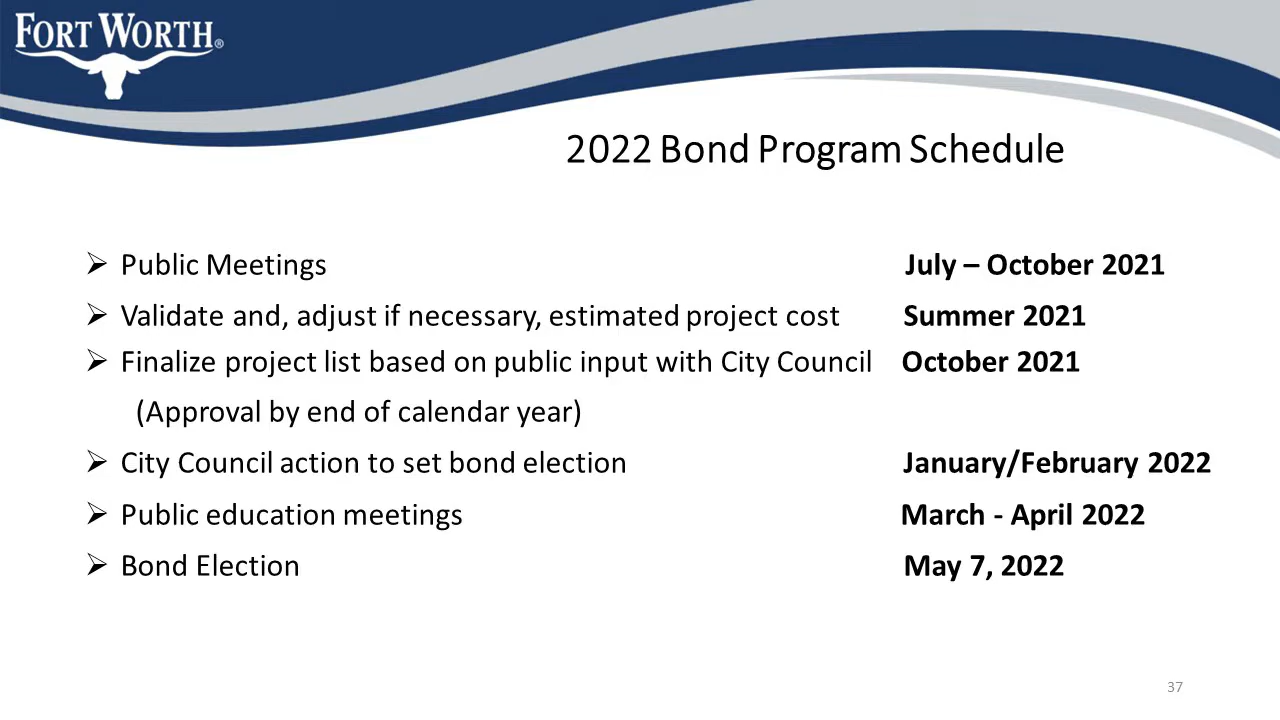 FORT WORTH®
2022 Bond Program Schedule
➢ Public Meetings July – October 2021
➢ Validate and, adjust if necessary, estimated project cost Summer 2021
➢ Finalize project list based on public input with City Council October 2021
(Approval by end of calendar year)
➢ City Council action to set bond election January/February 2022
➢ Public education meetings March - April 2022
➢ Bond Election May 7, 2022
37